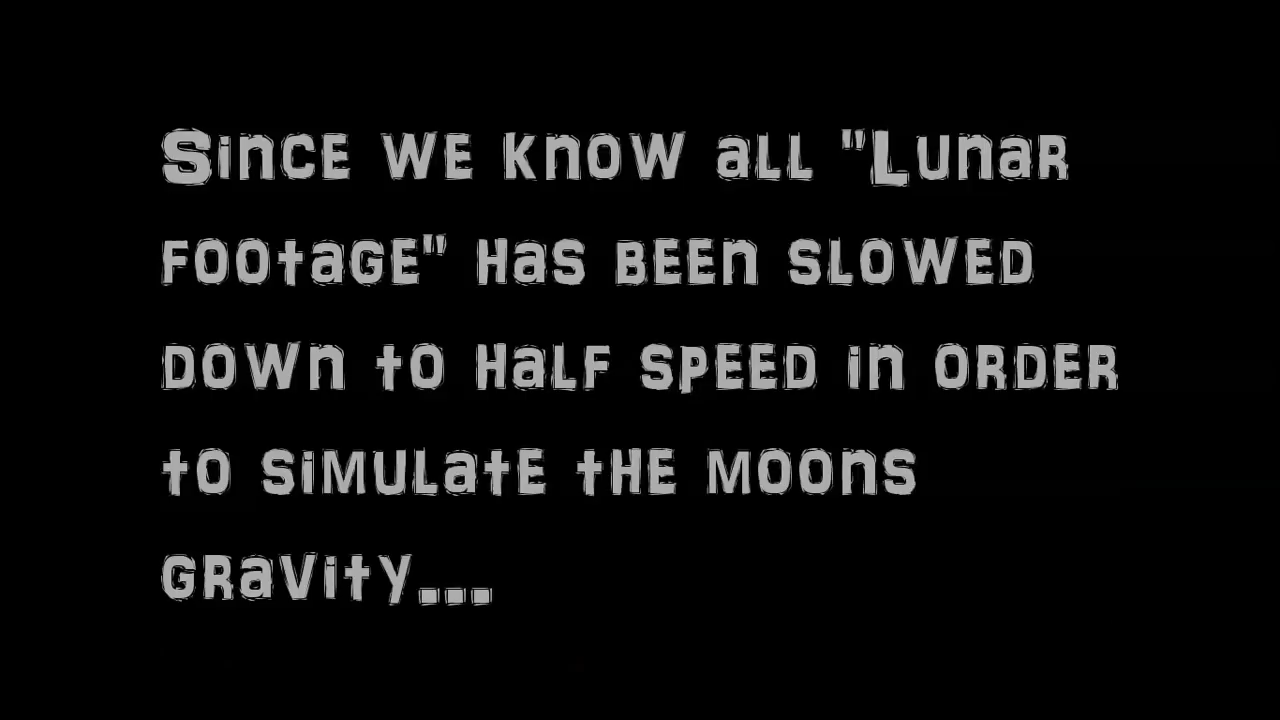 Since we know all "Lunar
footage" has been slowed
down to half speed in order
to simulate the moons
gravity...